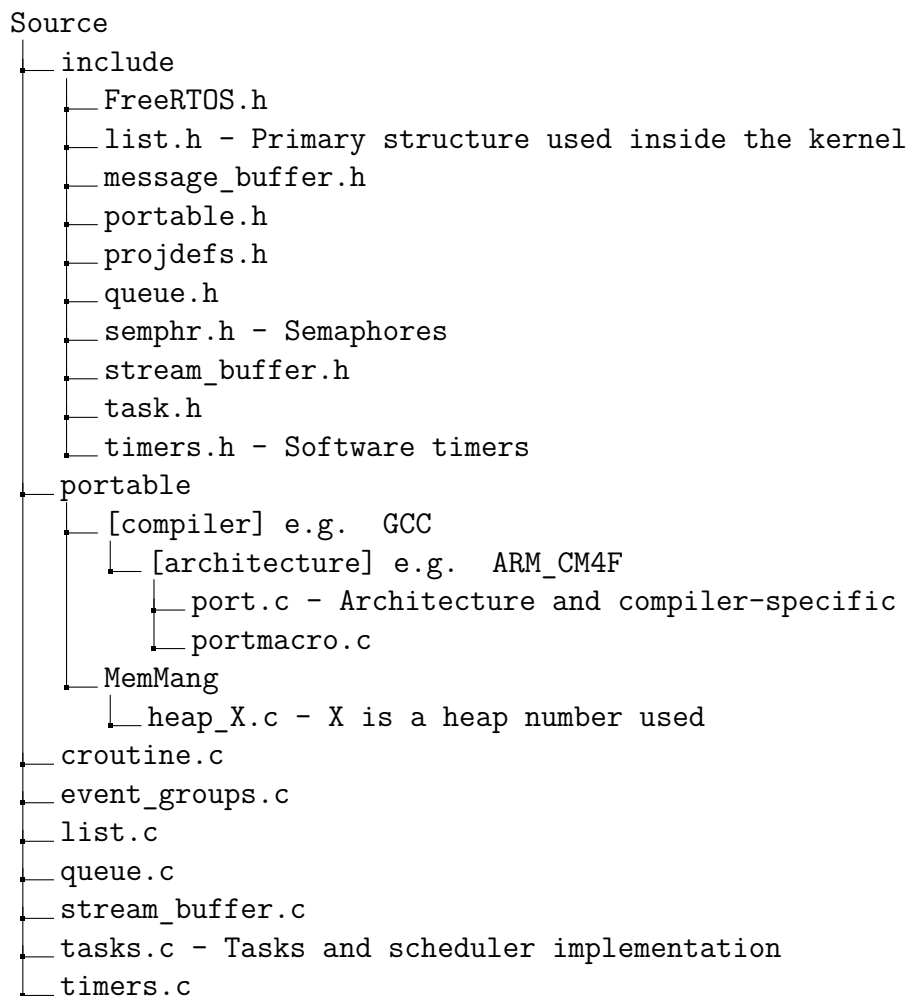 Source
include
FreeRTOS.h
list.h - Primary structure used inside the kernel
message_buffer.h
portable.h
projdefs.h
queue.h
semphr.h - Semaphores
stream_buffer.h
task.h
timers.h - Software timers
portable
[compiler] e.g. GCC
[architecture] e.g. ARM_CM4F
port.c - Architecture and compiler-specific
portmacro.c
MemMang
heap_X.c - X is a heap number used
croutine.c
event_groups.c
list.c
queue.c
stream_buffer.c
tasks.c - Tasks and scheduler implementation
timers.c